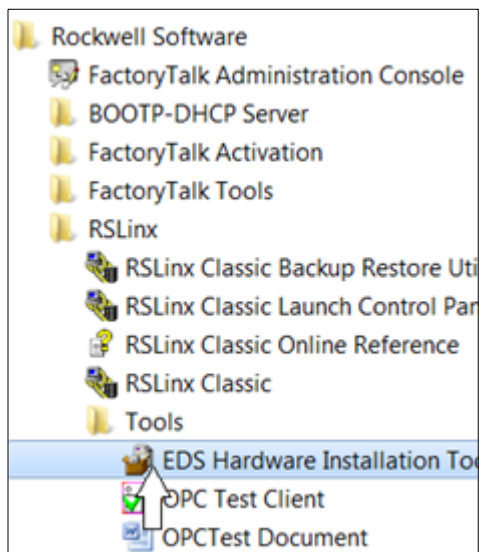 Rockwell Software
FactoryTalk Administration Console
BOOTP-DHCP Server
FactoryTalk Activation
FactoryTalk Tools
RSLinx
RSLinx Classic Backup Restore Uti
RSLinx Classic Launch Control Par
RSLinx Classic Online Reference
RSLinx Classic
Tools
EDS Hardware Installation Too
OPC Test Client
OPCTest Document